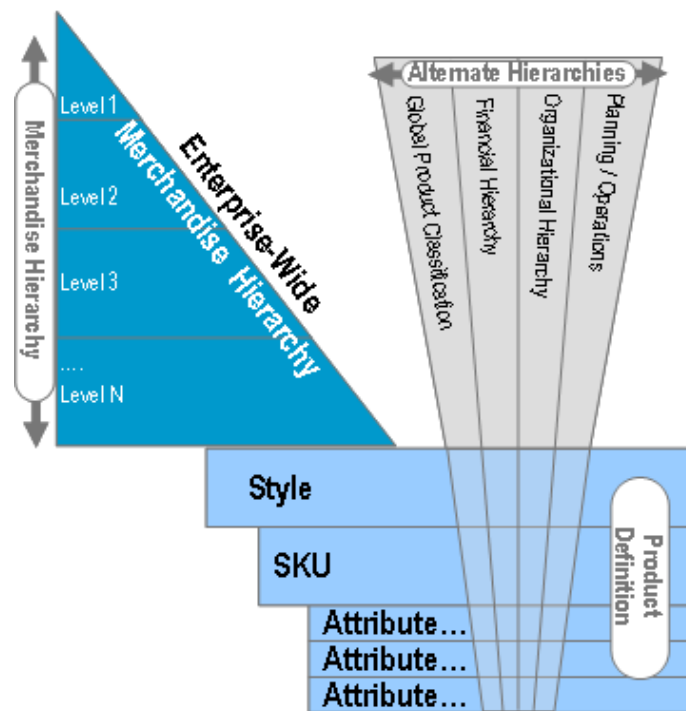 Merchandise Hierarchy
Level 1
Level 2
Level 3
....
Level N
Enterprise-Wide
Merchandise Hierarchy
Alternate Hierarchies
Global Product Classification
Financial Hierarchy
Organizational Hierarchy
Planning / Operations
Style
SKU
Attribute...
Attribute...
Attribute...
Product
Definition